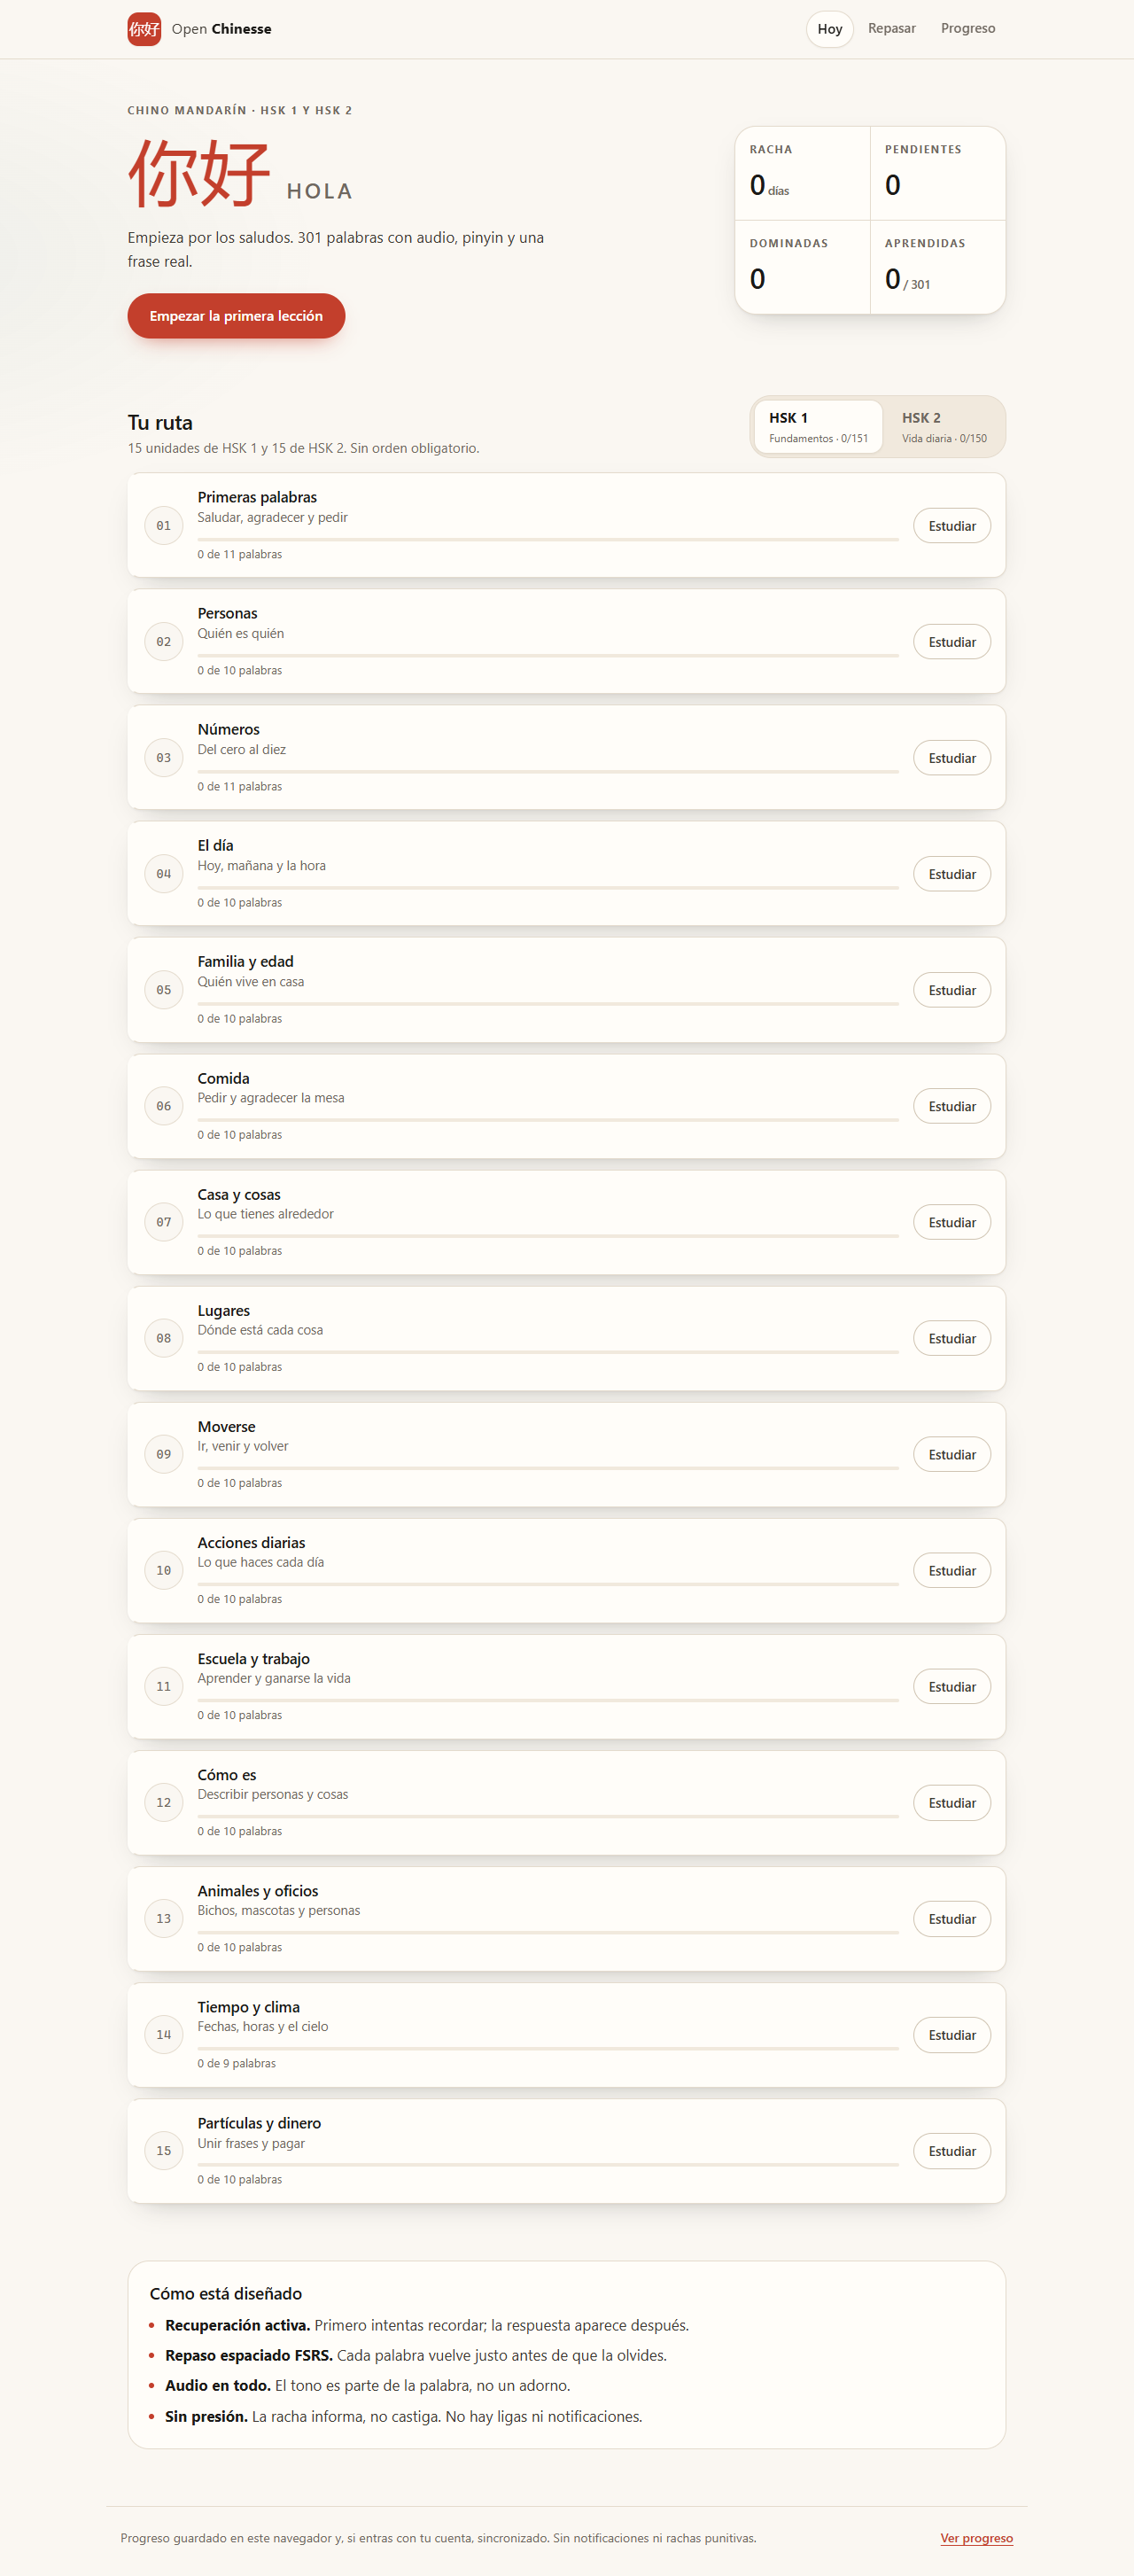 你好 Open Chinesse
Hoy Repasar Progreso
CHINO MANDARÍN · HSK 1 Y HSK 2
你好 HOLA
Empieza por los saludos. 301 palabras con audio, pinyin y una
frase real.
Empezar la primera lección
RACHA
0 días
PENDIENTES
0
DOMINADAS
0
APRENDIDAS
0 / 301
Tu ruta
15 unidades de HSK 1 y 15 de HSK 2. Sin orden obligatorio.
HSK 1
Fundamentos · 0/151
HSK 2
Vida diaria · 0/150
01
Primeras palabras
Saludar, agradecer y pedir
0 de 11 palabras
Estudiar
02
Personas
Quién es quién
0 de 10 palabras
Estudiar
03
Números
Del cero al diez
0 de 11 palabras
Estudiar
04
El día
Hoy, mañana y la hora
0 de 10 palabras
Estudiar
05
Familia y edad
Quién vive en casa
0 de 10 palabras
Estudiar
06
Comida
Pedir y agradecer la mesa
0 de 10 palabras
Estudiar
07
Casa y cosas
Lo que tienes alrededor
0 de 10 palabras
Estudiar
08
Lugares
Dónde está cada cosa
0 de 10 palabras
Estudiar
09
Moverse
Ir, venir y volver
0 de 10 palabras
Estudiar
10
Acciones diarias
Lo que haces cada día
0 de 10 palabras
Estudiar
11
Escuela y trabajo
Aprender y ganarse la vida
0 de 10 palabras
Estudiar
12
Cómo es
Describir personas y cosas
0 de 10 palabras
Estudiar
13
Animales y oficios
Bichos, mascotas y personas
0 de 10 palabras
Estudiar
14
Tiempo y clima
Fechas, horas y el cielo
0 de 9 palabras
Estudiar
15
Partículas y dinero
Unir frases y pagar
0 de 10 palabras
Estudiar
Cómo está diseñado
• Recuperación activa. Primero intentas recordar; la respuesta aparece después.
• Repaso espaciado FSRS. Cada palabra vuelve justo antes de que la olvides.
• Audio en todo. El tono es parte de la palabra, no un adorno.
• Sin presión. La racha informa, no castiga. No hay ligas ni notificaciones.
Progreso guardado en este navegador y, si entras con tu cuenta, sincronizado. Sin notificaciones ni rachas punitivas.
Ver progreso